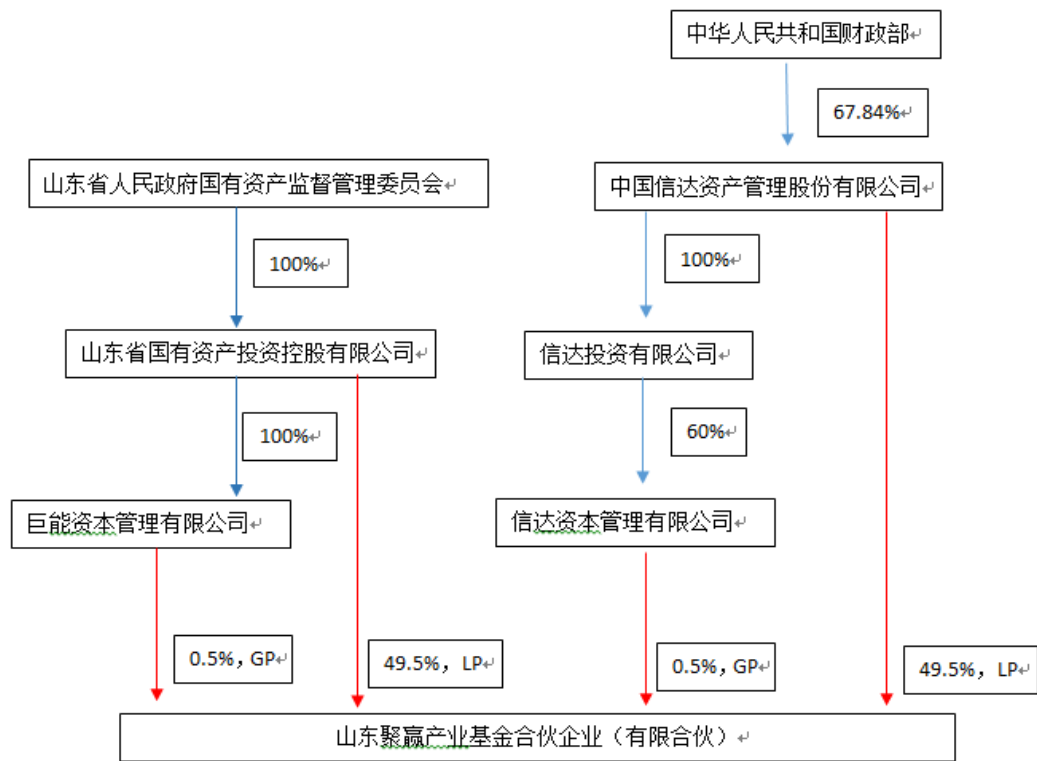 中华人民共和国财政部↵
67.84%↵
山东省人民政府国有资产监督管理委员会↵
中国信达资产管理股份有限公司↵
100%↵
100%↵
山东省国有资产投资控股有限公司↵
信达投资有限公司↵
100%↵
60%↵
巨能资本管理有限公司↵
信达资本管理有限公司↵
0.5%，GP↵
49.5%，LP↵
0.5%，GP↵
49.5%，LP↵
山东聚赢产业基金合伙企业（有限合伙）↵